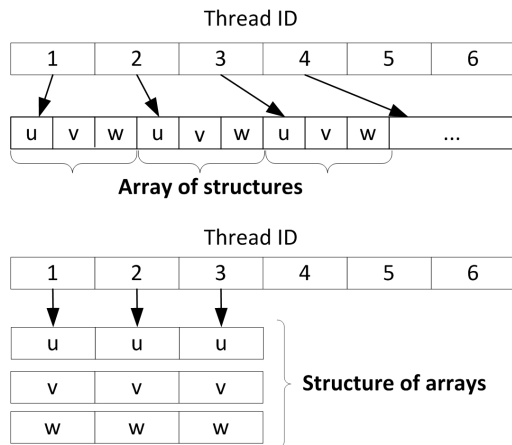 Thread ID
1 2 3 4 5 6
u v w u v w u v w ...
Array of structures
Thread ID
1 2 3 4 5 6
u u u
v v v
Structure of arrays
w w w